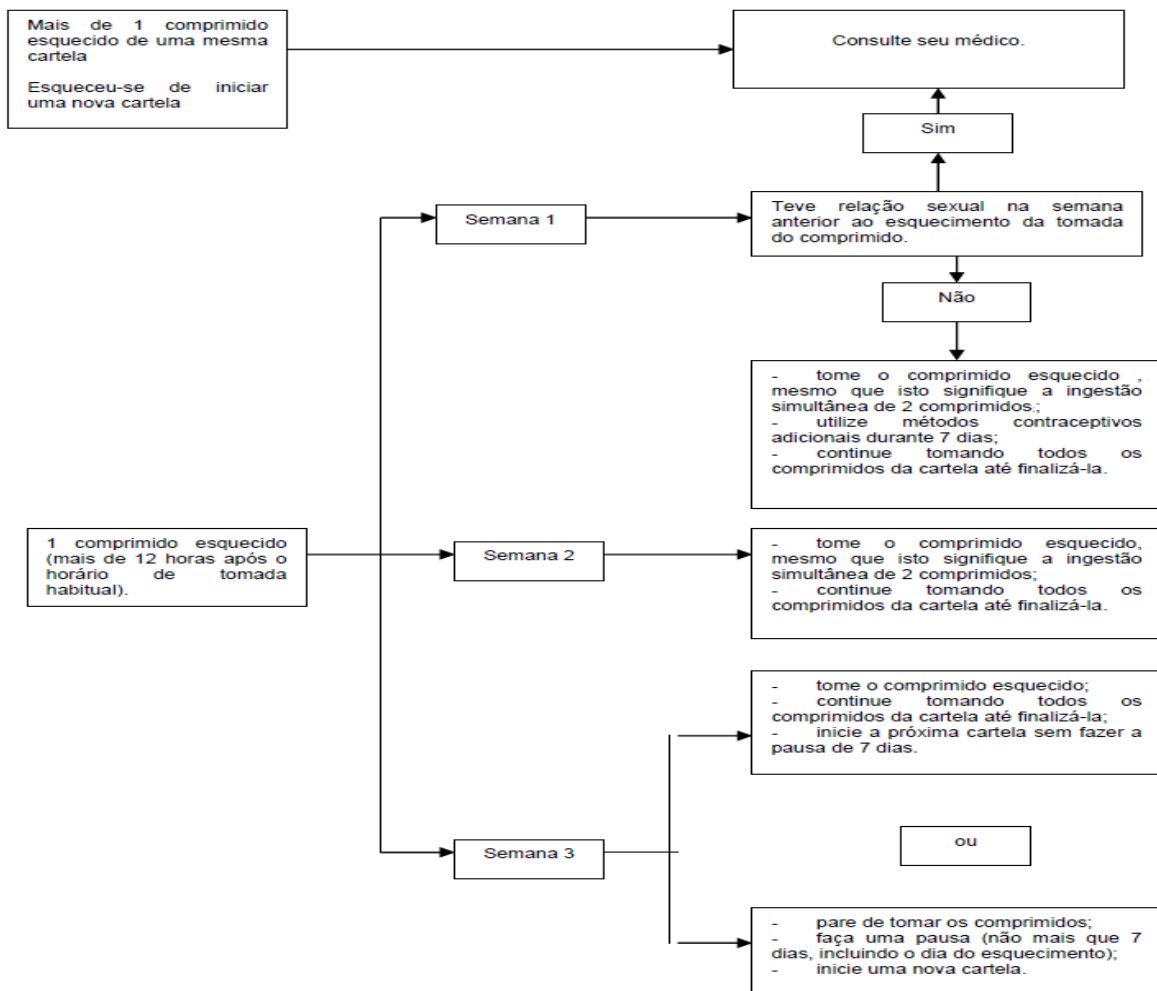 Mais de 1 comprimido
esquecido de uma mesma
cartela
Esqueceu-se de iniciar
uma nova cartela
Consulte seu médico.
Sim
Semana 1
Teve relação sexual na semana
anterior ao esquecimento da tomada
do comprimido.
Não
- tome o comprimido esquecido ,
mesmo que isto signifique a ingestão
simultânea de 2 comprimidos.;
- utilize métodos contraceptivos
adicionais durante 7 dias;
- continue tomando todos os
comprimidos da cartela até finalizá-la.
1 comprimido esquecido
(mais de 12 horas após o
horário de tomada
habitual).
Semana 2
- tome o comprimido esquecido,
mesmo que isto signifique a ingestão
simultânea de 2 comprimidos;
- continue tomando todos os
comprimidos da cartela até finalizá-la.
Semana 3
- tome o comprimido esquecido;
- continue tomando todos os
comprimidos da cartela até finalizá-la;
- inicie a próxima cartela sem fazer a
pausa de 7 dias.
ou
- pare de tomar os comprimidos;
- faça uma pausa (não mais que 7
dias, incluindo o dia do esquecimento);
- inicie uma nova cartela.